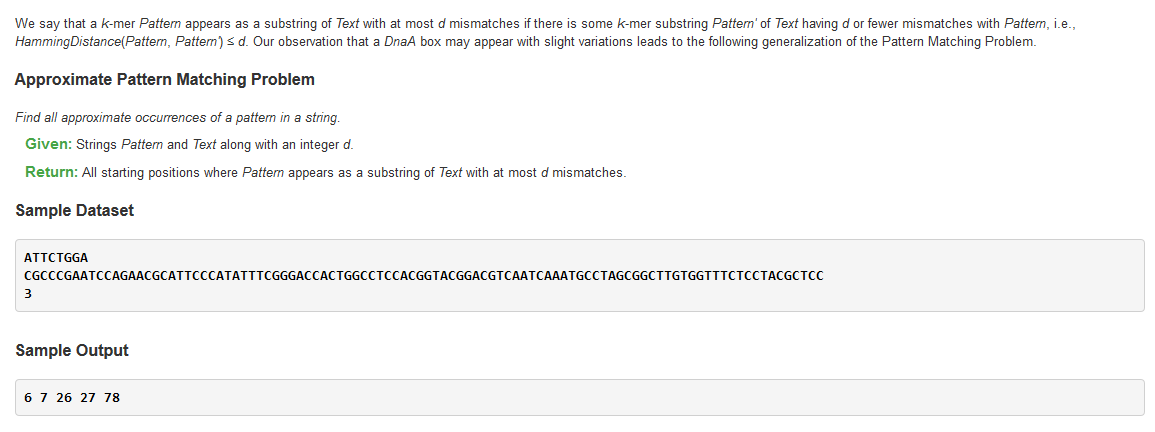 We say that a k-mer Pattern appears as a substring of Text with at most d mismatches if there is some k-mer substring Pattern' of Text having d or fewer mismatches with Pattern, i.e.,
HammingDistance(Pattern, Pattern') ≤ d. Our observation that a DnaA box may appear with slight variations leads to the following generalization of the Pattern Matching Problem.
Approximate Pattern Matching Problem
Find all approximate occurrences of a pattern in a string.
Given: Strings Pattern and Text along with an integer d.
Return: All starting positions where Pattern appears as a substring of Text with at most d mismatches.
Sample Dataset
ATTCTGGA
CGCCCGAATCCAGAACGCATTCCCATATTTCGGGACCACTGGCCTCCACGGTACGGACGTCAATCAAATGCCTAGCGGCTTGTGGTTTCTCCTACGCTCC
3
Sample Output
6 7 26 27 78